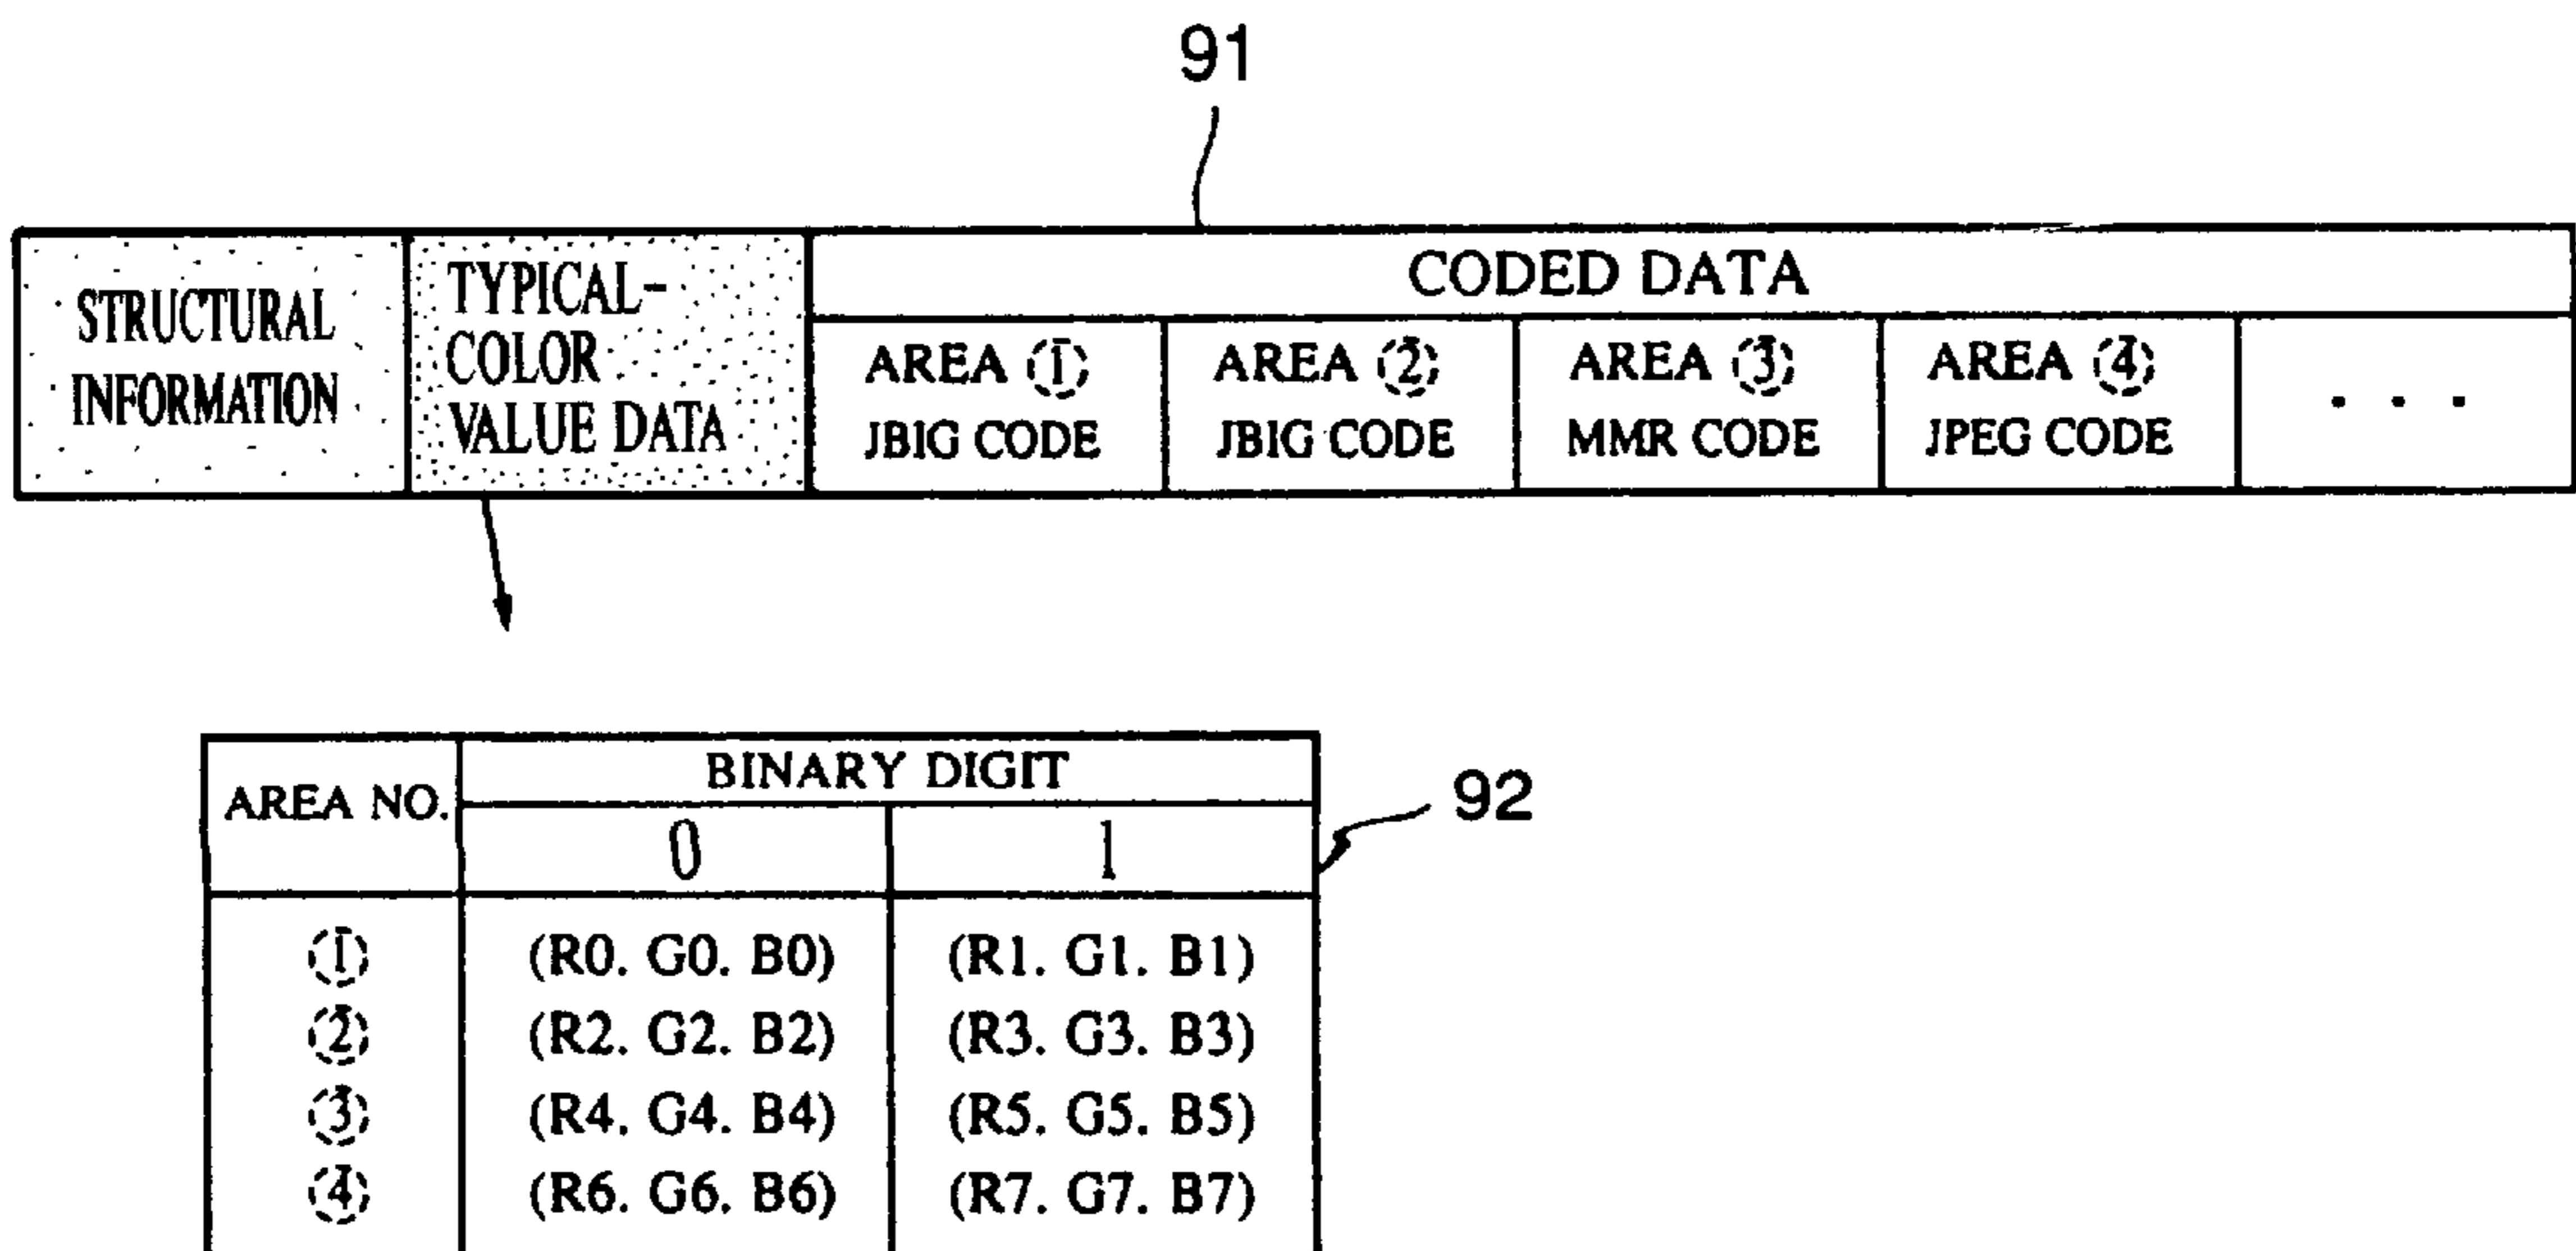 91
STRUCTURAL
INFORMATION
TYPICAL-
COLOR
VALUE DATA
CODED DATA
AREA ①
JBIG CODE
AREA ②
JBIG CODE
AREA ③
MMR CODE
AREA ④
JPEG CODE
. . .
AREA NO.
BINARY DIGIT
0
1
92
① (R0. G0. B0) (R1. G1. B1)
② (R2. G2. B2) (R3. G3. B3)
③ (R4. G4. B4) (R5. G5. B5)
④ (R6. G6. B6) (R7. G7. B7)